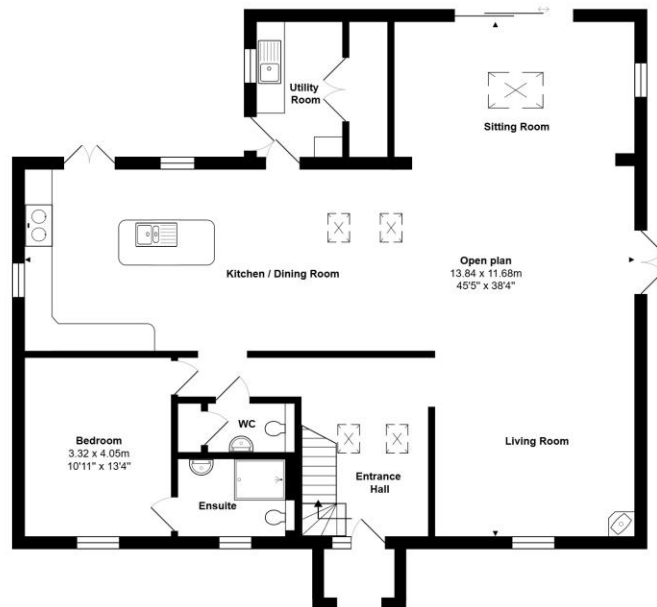 Utility
Room
Sitting Room
Kitchen / Dining Room
Open plan
13.84 x 11.68m
45'5" x 38'4"
Bedroom
3.32 x 4.05m
10'11" x 13'4"
WC
Ensuite
Entrance
Hall
Living Room